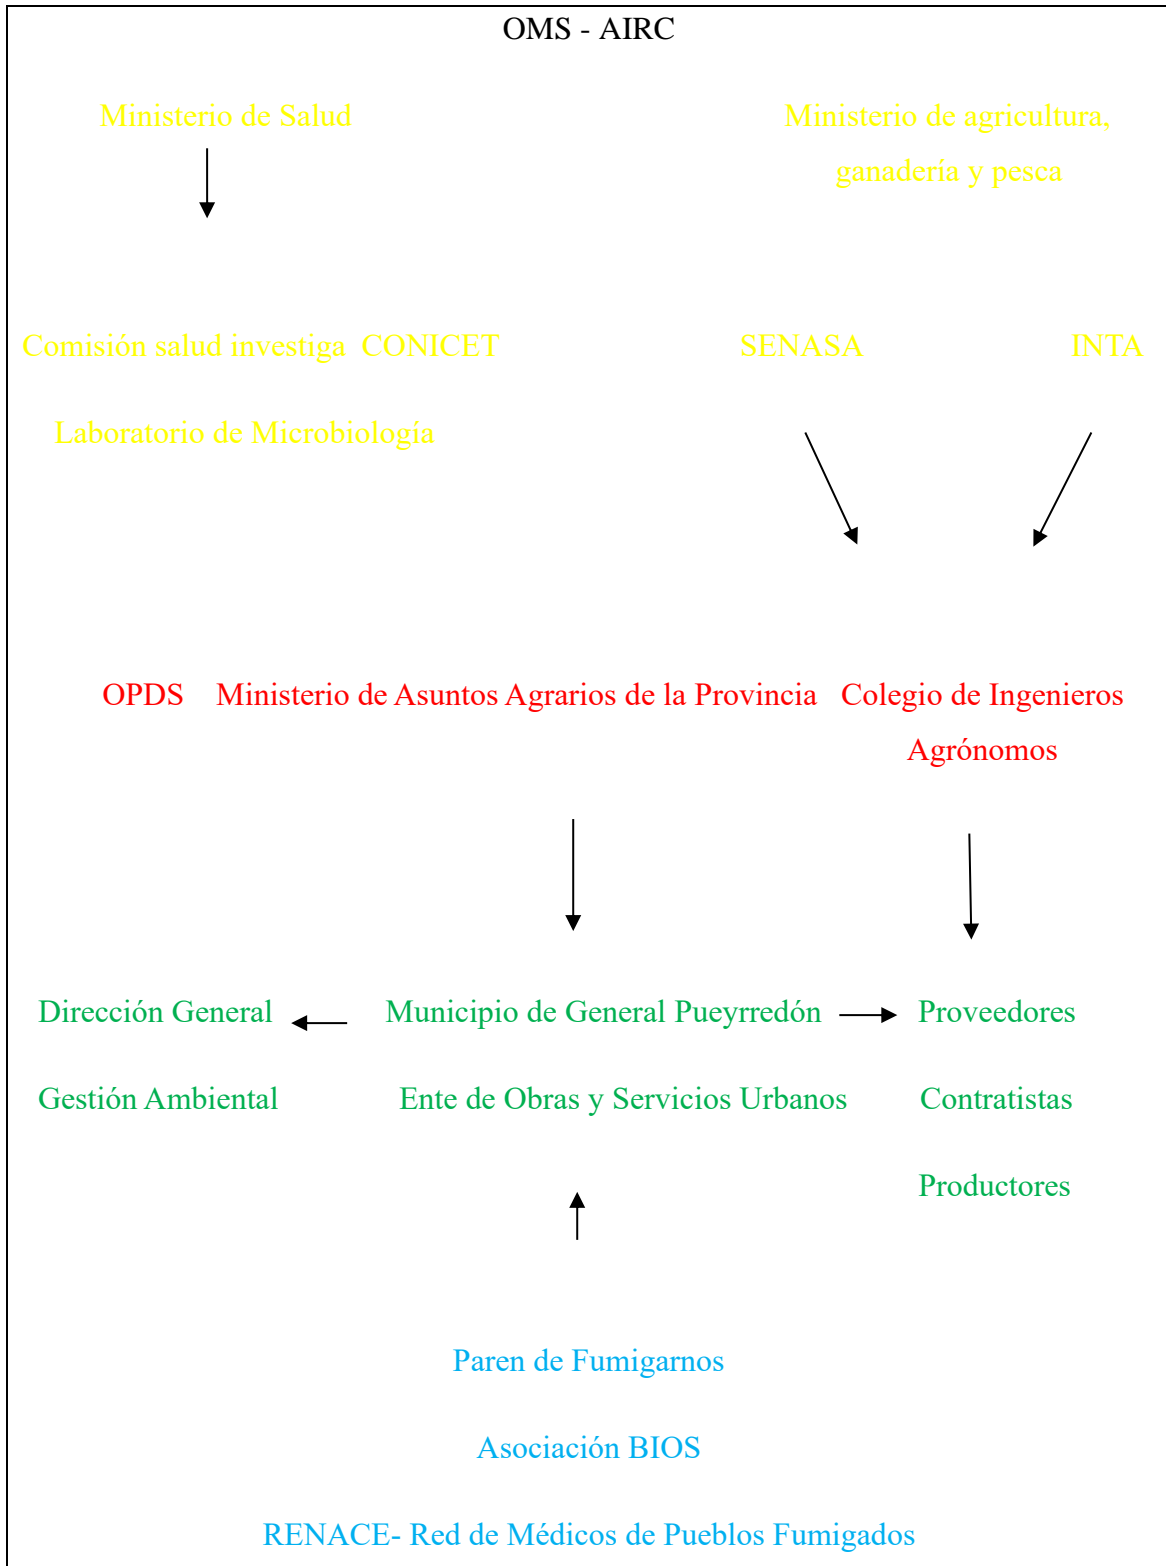 OMS - AIRC
Ministerio de Salud
Ministerio de agricultura,
ganadería y pesca
Comisión salud investiga CONICET
SENASA
INTA
Laboratorio de Microbiología
OPDS
Ministerio de Asuntos Agrarios de la Provincia
Colegio de Ingenieros
Agrónomos
Dirección General
Municipio de General Pueyrredón
Proveedores
Gestión Ambiental
Ente de Obras y Servicios Urbanos
Contratistas
Productores
Paren de Fumigarnos
Asociación BIOS
RENACE- Red de Médicos de Pueblos Fumigados